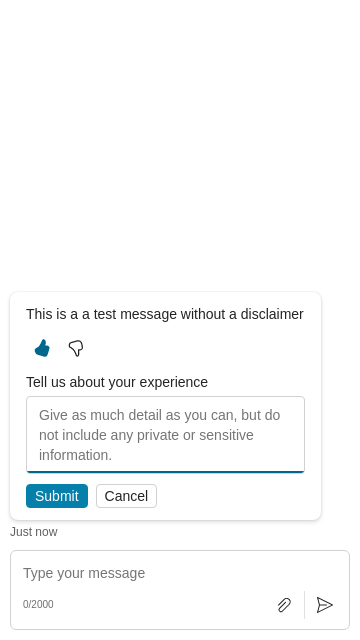 This is a a test message without a disclaimer
Tell us about your experience
Give as much detail as you can, but do
not include any private or sensitive
information.
Submit Cancel
Just now
Type your message
0/2000